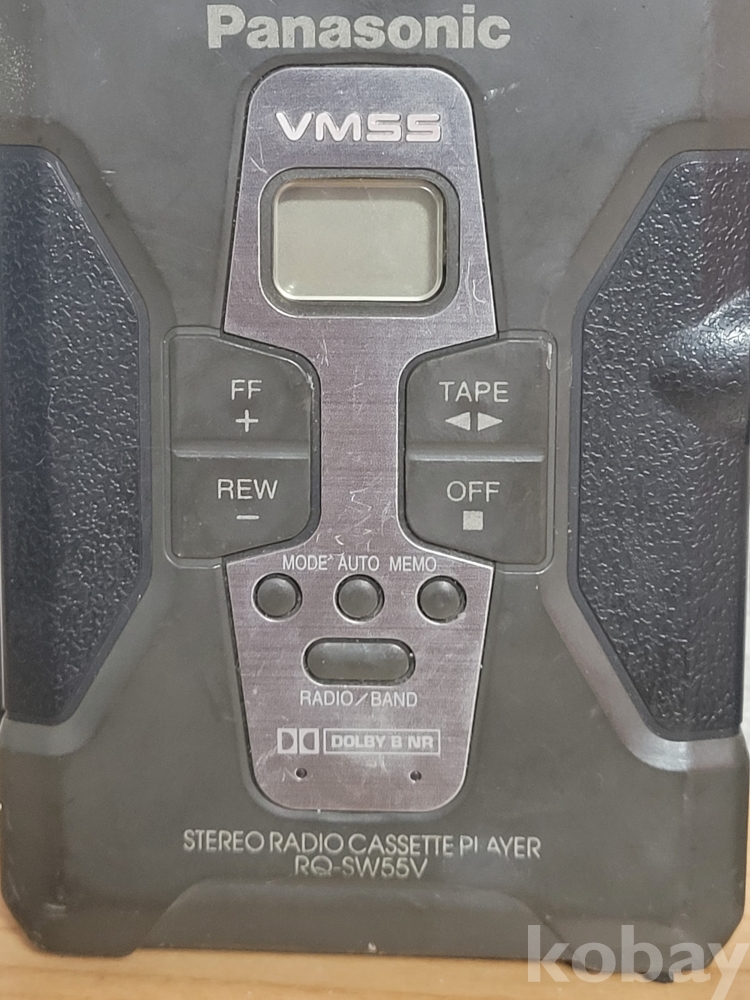 Panasonic
VMSS
FF
+
TAPE
◀▶
REW
−
OFF
■
MODE AUTO MEMO
RADIO/BAND
DOLBY B NR
STEREO RADIO CASSETTE PLAYER
RQ-SW55V
kobay